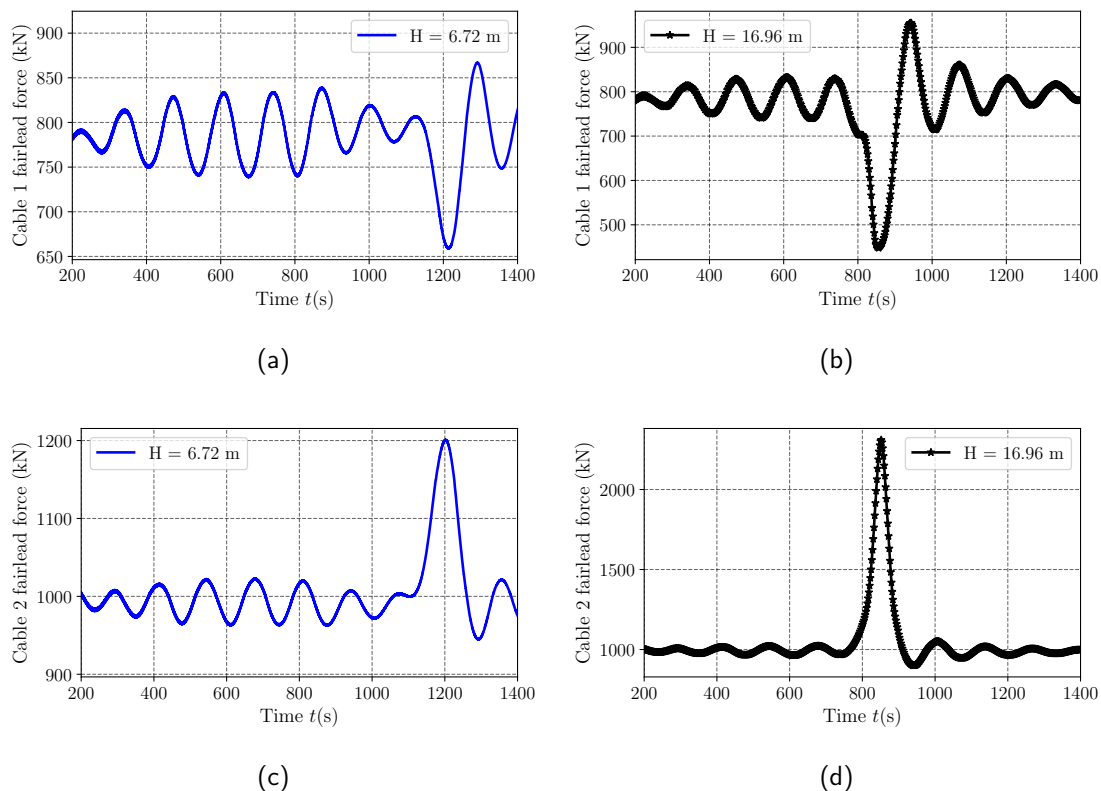 900
850
800
750
700
650
Cable 1 fairlead force (kN)
H = 6.72 m
200 400 600 800 1000 1200 1400
Time t(s)
(a)
900
800
700
600
500
Cable 1 fairlead force (kN)
H = 16.96 m
200 400 600 800 1000 1200 1400
Time t(s)
(b)
1200
1100
1000
900
Cable 2 fairlead force (kN)
H = 6.72 m
200 400 600 800 1000 1200 1400
Time t(s)
(c)
2000
1500
1000
Cable 2 fairlead force (kN)
H = 16.96 m
200 400 600 800 1000 1200 1400
Time t(s)
(d)